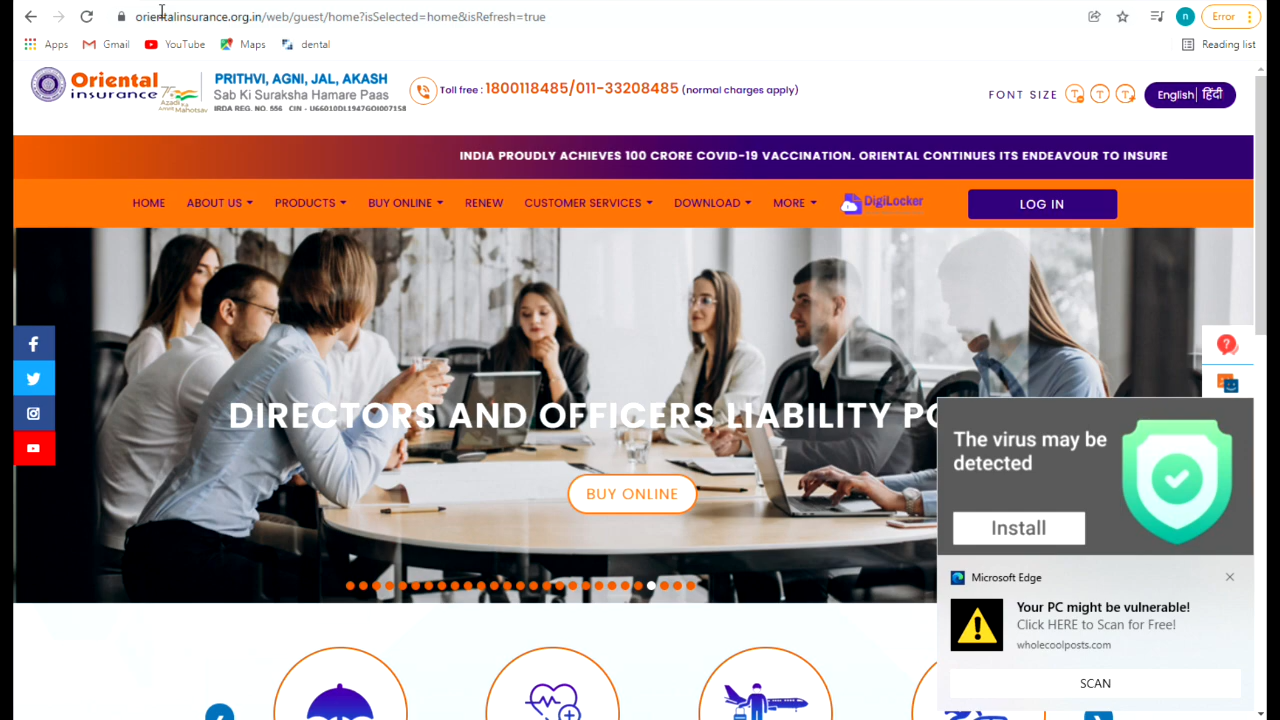 orientalinsurance.org.in/web/guest/home?isSelected=home&isRefresh=true
n
Error
Apps
Gmail
YouTube
Maps
dental
Reading list
Oriental
insurance
Azadi Ka
Amrit Mahotsav
PRITHVI, AGNI, JAL, AKASH
Sab Ki Suraksha Hamare Paas
IRDA REG. NO. 556 CIN - U66010DL1947GOI007158
Toll free : 1800118485/011-33208485 (normal charges apply)
FONT SIZE
T
T
T
English| हिंदी
INDIA PROUDLY ACHIEVES 100 CRORE COVID-19 VACCINATION. ORIENTAL CONTINUES ITS ENDEAVOUR TO INSURE
HOME
ABOUT US
PRODUCTS
BUY ONLINE
RENEW
CUSTOMER SERVICES
DOWNLOAD
MORE
DigiLocker
LOG IN
DIRECTORS AND OFFICERS LIABILITY
BUY ONLINE
The virus may be
detected
Install
Microsoft Edge
Your PC might be vulnerable!
Click HERE to Scan for Free!
wholecoolposts.com
SCAN